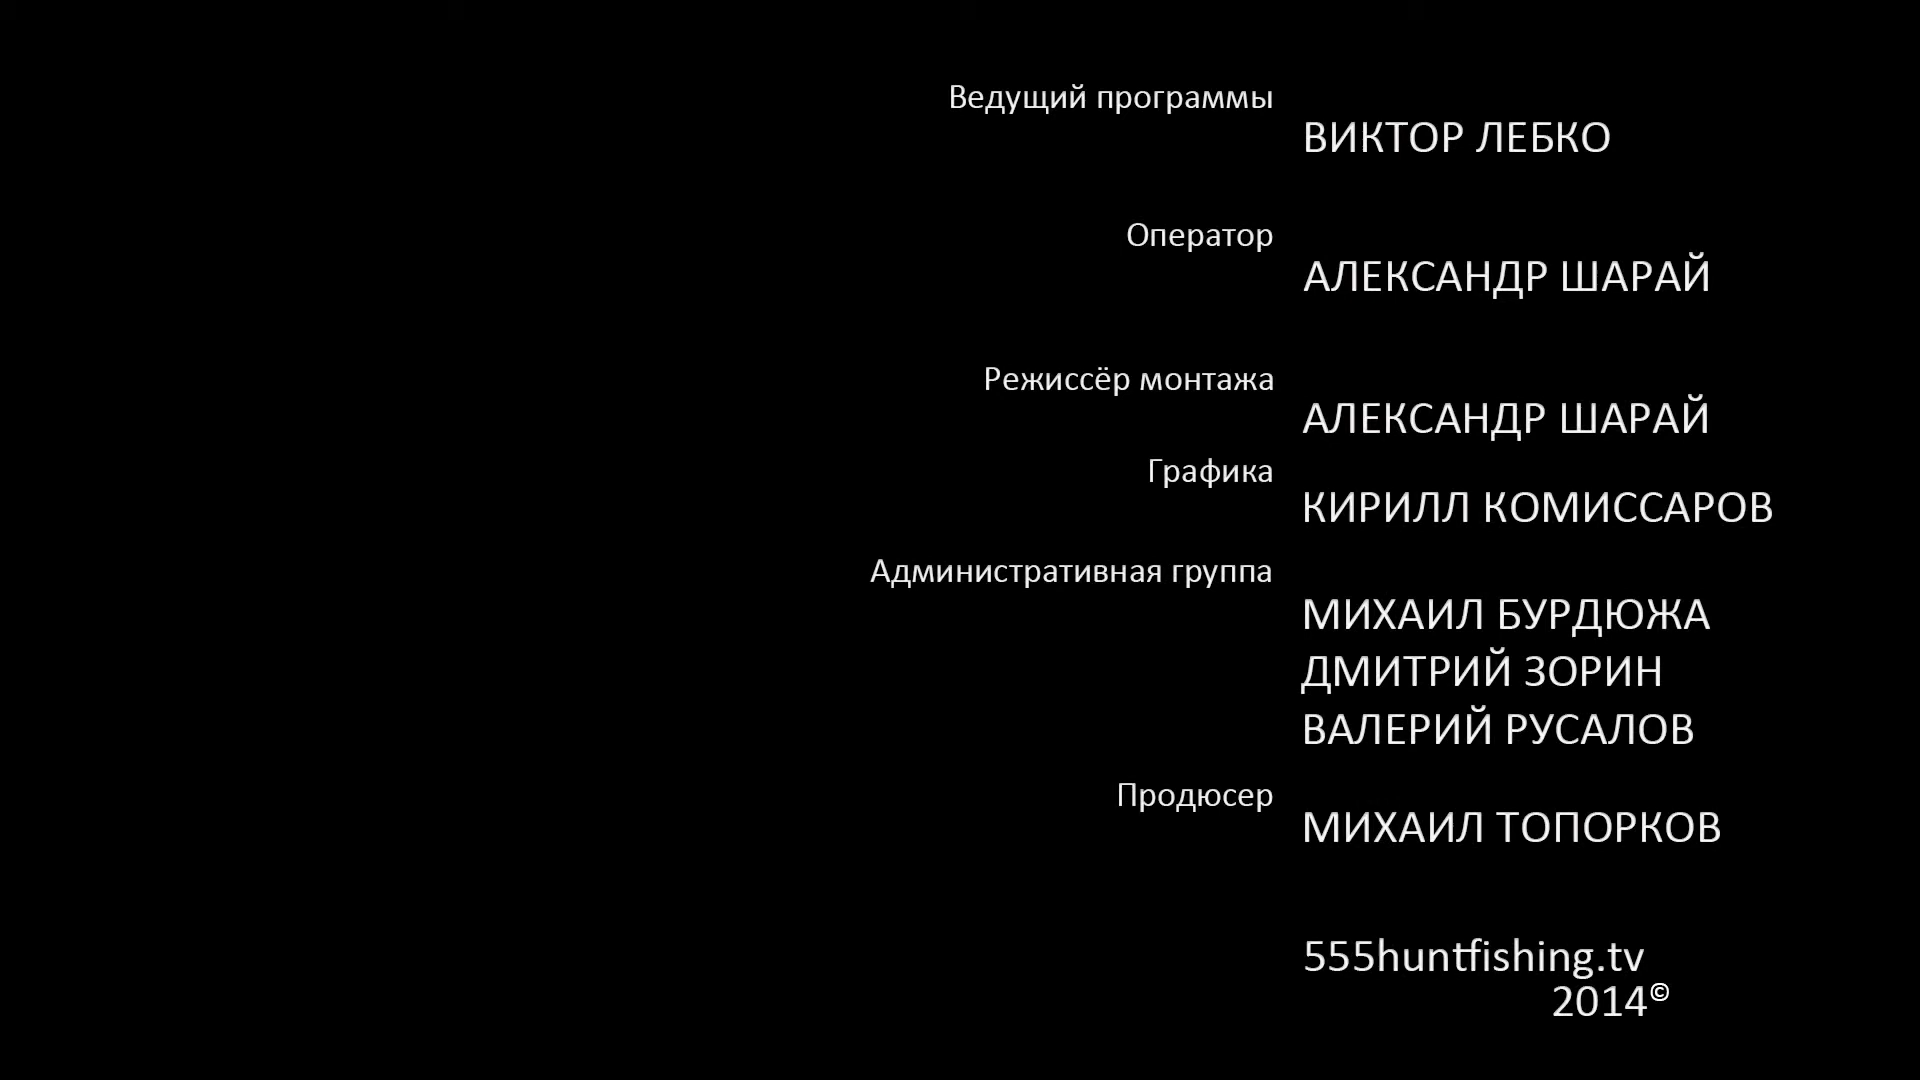 Ведущий программы
ВИКТОР ЛЕБКО
Оператор
АЛЕКСАНДР ШАРАЙ
Режиссёр монтажа
АЛЕКСАНДР ШАРАЙ
Графика
КИРИЛЛ КОМИССАРОВ
Административная группа
МИХАИЛ БУРДЮЖА
ДМИТРИЙ ЗОРИН
ВАЛЕРИЙ РУСАЛОВ
Продюсер
МИХАИЛ ТОПОРКОВ
555huntfishing.tv
2014©